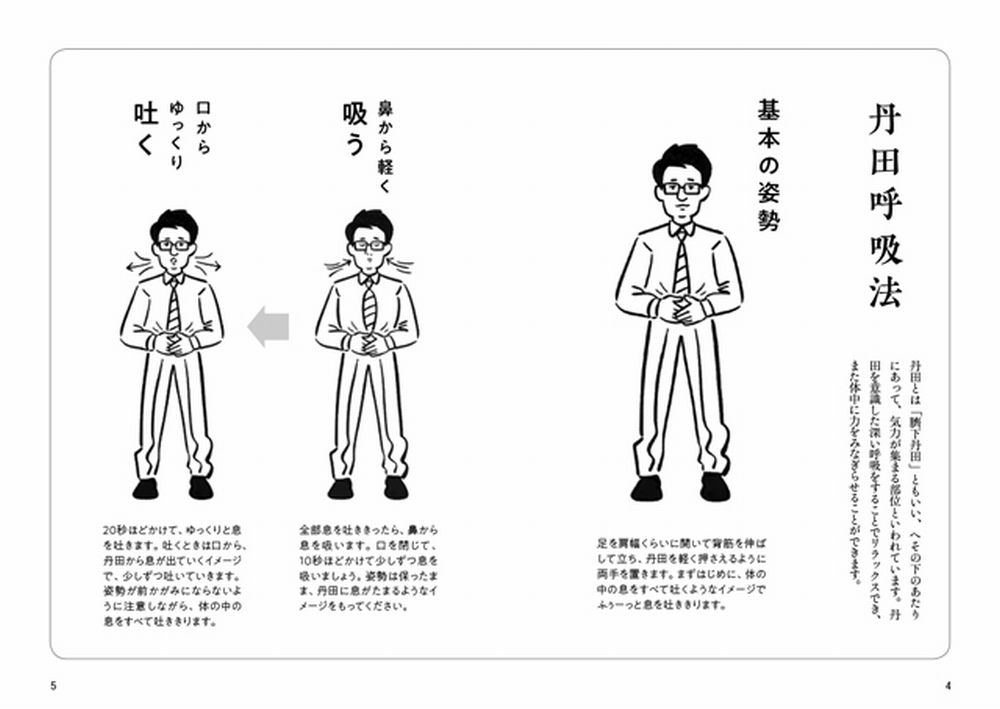 丹田呼吸法
丹田とは「臍下丹田」ともいい、へその下のあたり
にあって、気力が集まる部位といわれています。丹
田を意識した深い呼吸をすることでリラックスでき、
また体中に力をみなぎらせることができます。
基本の姿勢
足を肩幅くらいに開いて背筋を伸ば
して立ち、丹田を軽く押さえるように
両手を置きます。まずはじめに、体の
中の息をすべて吐くようなイメージで
ふぅーっと息を吐ききります。
鼻から軽く
吸う
全部息を吐ききったら、鼻から
息を吸います。口を閉じて、
10秒ほどかけて少しずつ息を
吸いましょう。姿勢は保ったま
ま、丹田に息がたまるようなイ
メージをもってください。
口から
ゆっくり
吐く
20秒ほどかけて、ゆっくりと息
を吐きます。吐くときは口から、
丹田から息が出ていくイメージ
で、少しずつ吐いていきます。
姿勢が前かがみにならないよ
うに注意しながら、体の中の
息をすべて吐ききります。
4
5